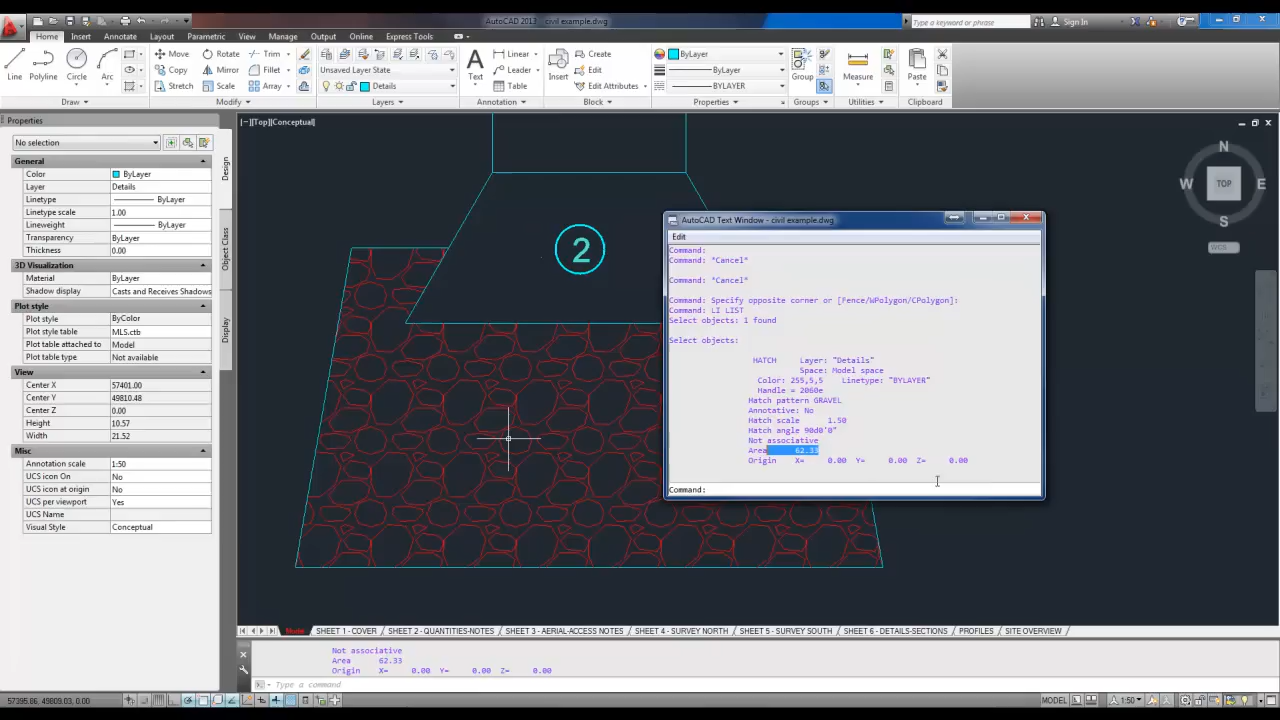 AutoCAD 2013 civil example.dwg
Type a keyword or phrase
Sign In
Home Insert Annotate Layout Parametric View Manage Output Online Express Tools
Line Polyline Circle Arc
Move Rotate Trim
Copy Mirror Fillet
Stretch Scale Array
Unsaved Layer State
Details
Text
Linear
Leader
Table
Insert
Create
Edit
Edit Attributes
ByLayer
ByLayer
BYLAYER
Group
Measure
Paste
Draw Modify Layers Annotation Block Properties Groups Utilities Clipboard
Properties
No selection
General
Color ByLayer
Layer Details
Linetype ByLayer
Linetype scale 1.00
Lineweight ByLayer
Transparency ByLayer
Thickness 0.00
3D Visualization
Material ByLayer
Shadow display Casts and Receives Shadows
Plot style
Plot style ByColor
Plot style table MLS.ctb
Plot table attached to Model
Plot table type Not available
View
Center X 57401.00
Center Y 49810.48
Center Z 0.00
Height 10.57
Width 21.52
Misc
Annotation scale 1:50
UCS icon On No
UCS icon at origin No
UCS per viewport Yes
UCS Name
Visual Style Conceptual
Design
Object Class
Display
[−][Top][Conceptual]
2
N
W TOP E
S
WCS
AutoCAD Text Window - civil example.dwg
Edit
Command:
Command: *Cancel*
Command: *Cancel*
Command: Specify opposite corner or [Fence/WPolygon/CPolygon]:
Command: LI LIST
Select objects: 1 found
Select objects:
HATCH Layer: "Details"
Space: Model space
Color: 255,5,5 Linetype: "BYLAYER"
Handle = 2060e
Hatch pattern GRAVEL
Annotative: No
Hatch scale 1.50
Hatch angle 90d0'0"
Not associative
Area 62.33
Origin X= 0.00 Y= 0.00 Z= 0.00
Command:
Model SHEET 1 - COVER SHEET 2 - QUANTITIES-NOTES SHEET 3 - AERIAL-ACCESS NOTES SHEET 4 - SURVEY NORTH SHEET 5 - SURVEY SOUTH SHEET 6 - DETAILS-SECTIONS PROFILES SITE OVERVIEW
Not associative
Area 62.33
Origin X= 0.00 Y= 0.00 Z= 0.00
Type a command
57395.86, 49809.03, 0.00
MODEL
1:50